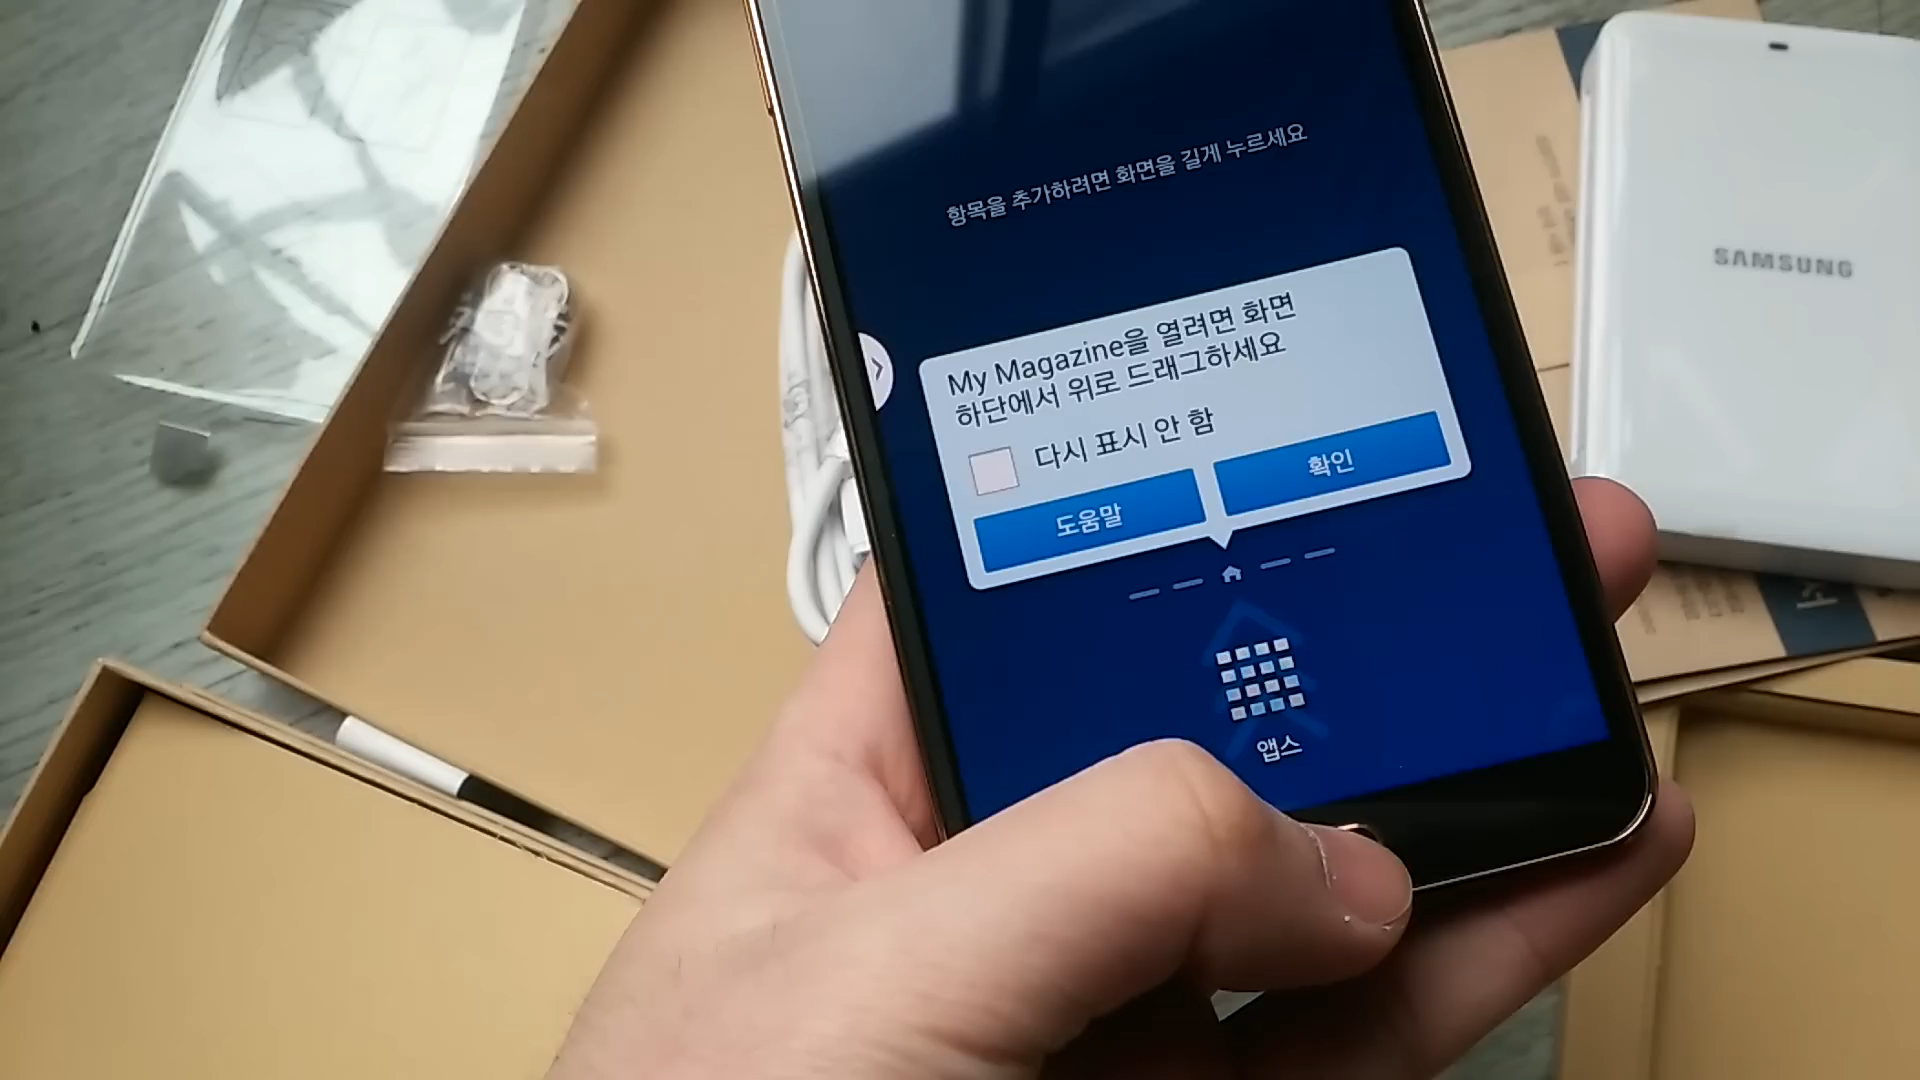 항목을 추가하려면 화면을 길게 누르세요
SAMSUNG
My Magazine을 열려면 화면
하단에서 위로 드래그하세요
다시 표시 안 함
도움말
확인
앱스